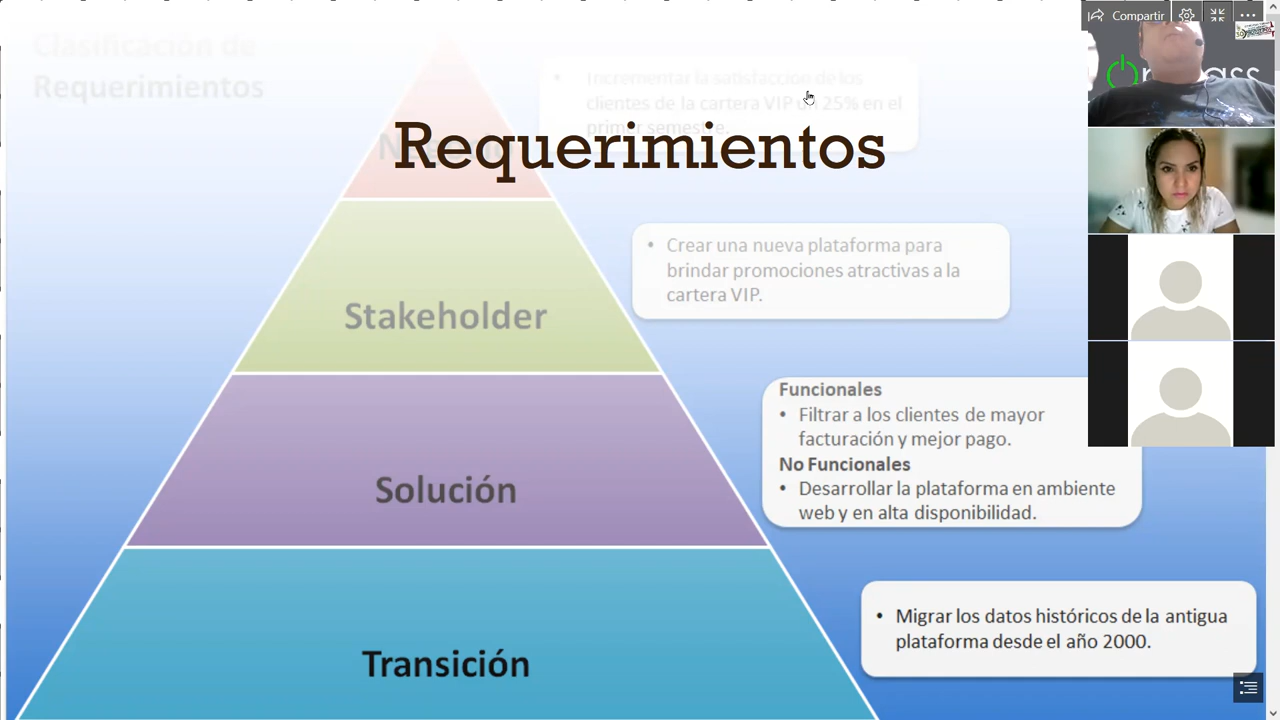 Compartir
Clasificación de
Requerimientos
• Incrementar la satisfacción de los
clientes de la cartera VIP un 25% en el
primer semestre.
Requerimientos
• Crear una nueva plataforma para
brindar promociones atractivas a la
cartera VIP.
Stakeholder
Funcionales
• Filtrar a los clientes de mayor
facturación y mejor pago.
No Funcionales
• Desarrollar la plataforma en ambiente
web y en alta disponibilidad.
Solución
• Migrar los datos históricos de la antigua
plataforma desde el año 2000.
Transición